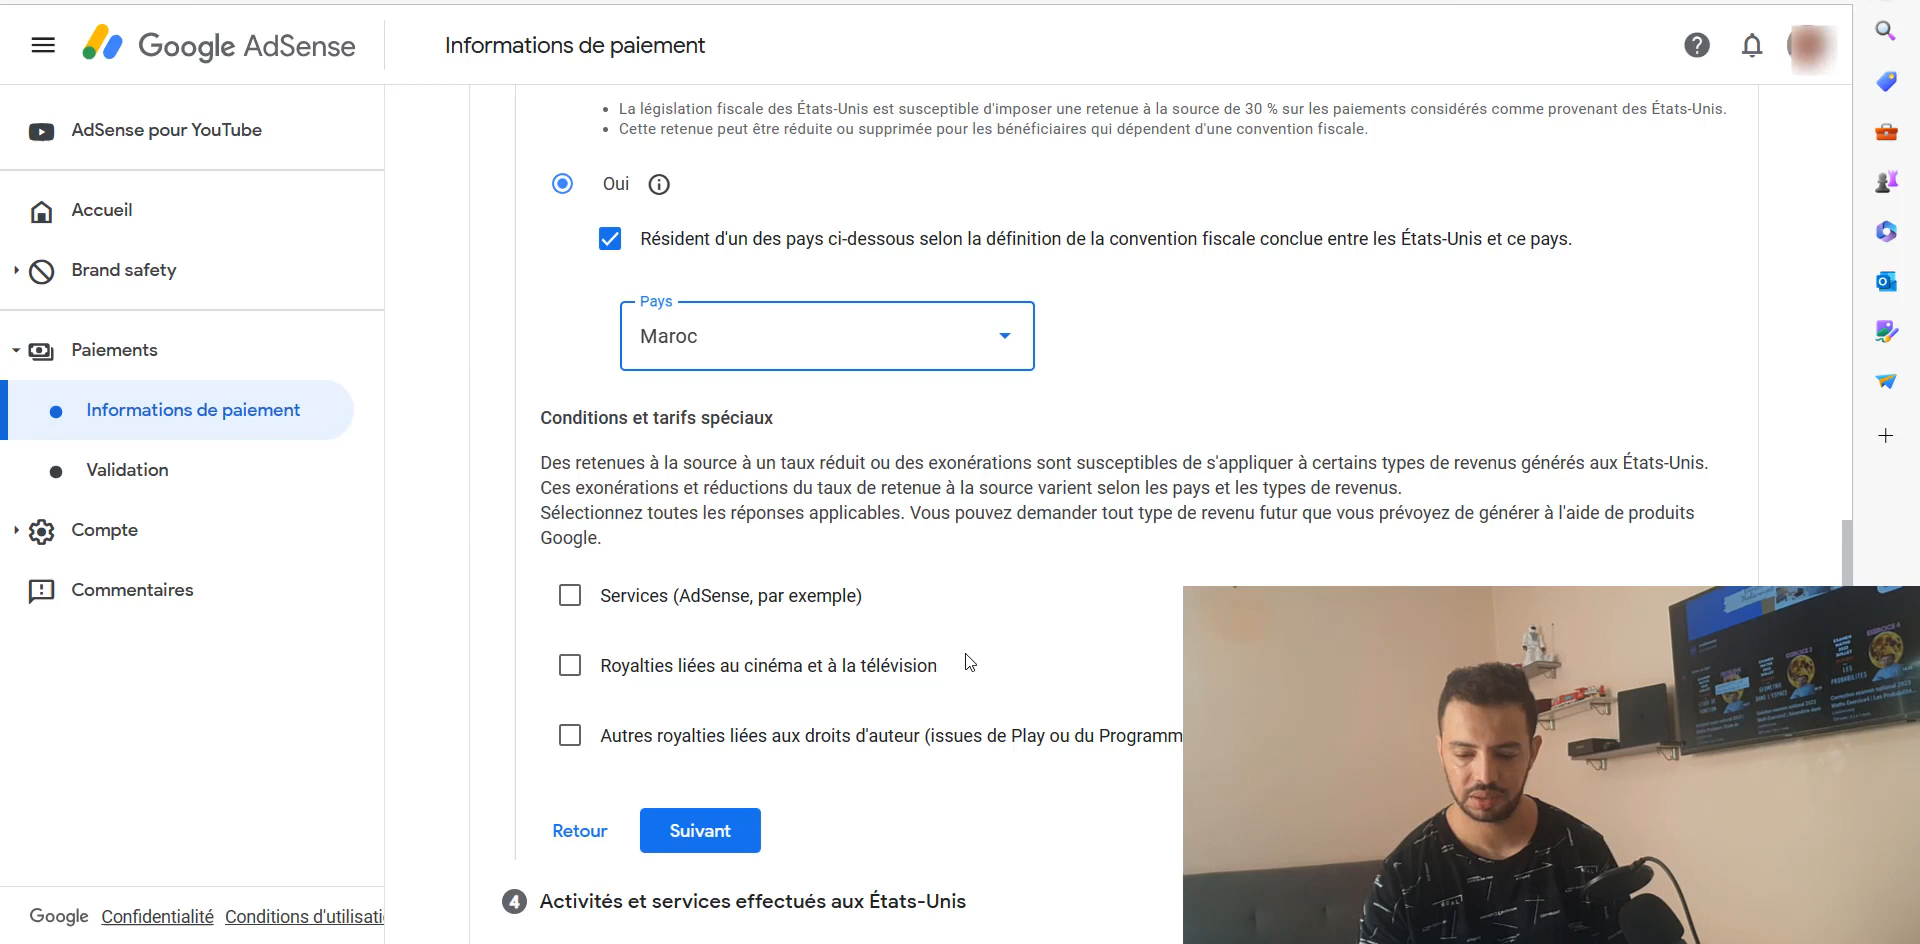 Google AdSense
Informations de paiement
AdSense pour YouTube
Accueil
Brand safety
Paiements
Informations de paiement
Validation
Compte
Commentaires
Google Confidentialité Conditions d'utilisati
• La législation fiscale des États-Unis est susceptible d'imposer une retenue à la source de 30 % sur les paiements considérés comme provenant des États-Unis.
• Cette retenue peut être réduite ou supprimée pour les bénéficiaires qui dépendent d'une convention fiscale.
Oui
Résident d'un des pays ci-dessous selon la définition de la convention fiscale conclue entre les États-Unis et ce pays.
Pays
Maroc
Conditions et tarifs spéciaux
Des retenues à la source à un taux réduit ou des exonérations sont susceptibles de s'appliquer à certains types de revenus générés aux États-Unis.
Ces exonérations et réductions du taux de retenue à la source varient selon les pays et les types de revenus.
Sélectionnez toutes les réponses applicables. Vous pouvez demander tout type de revenu futur que vous prévoyez de générer à l'aide de produits
Google.
Services (AdSense, par exemple)
Royalties liées au cinéma et à la télévision
Autres royalties liées aux droits d'auteur (issues de Play ou du Programm
Retour
Suivant
4 Activités et services effectués aux États-Unis